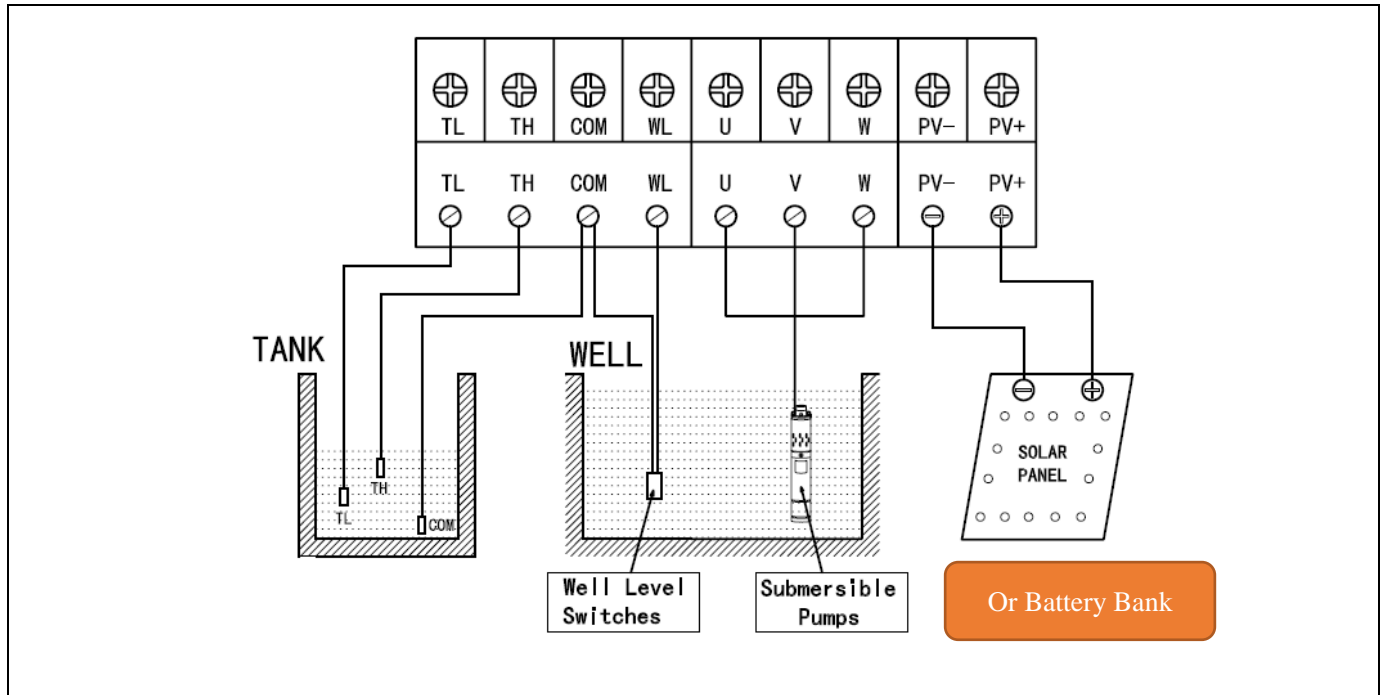 TL TH COM WL U V W PV- PV+
TL TH COM WL U V W PV- PV+
TANK
WELL
TH
TL
COM
SOLAR
PANEL
Well Level
Switches
Submersible
Pumps
Or Battery Bank